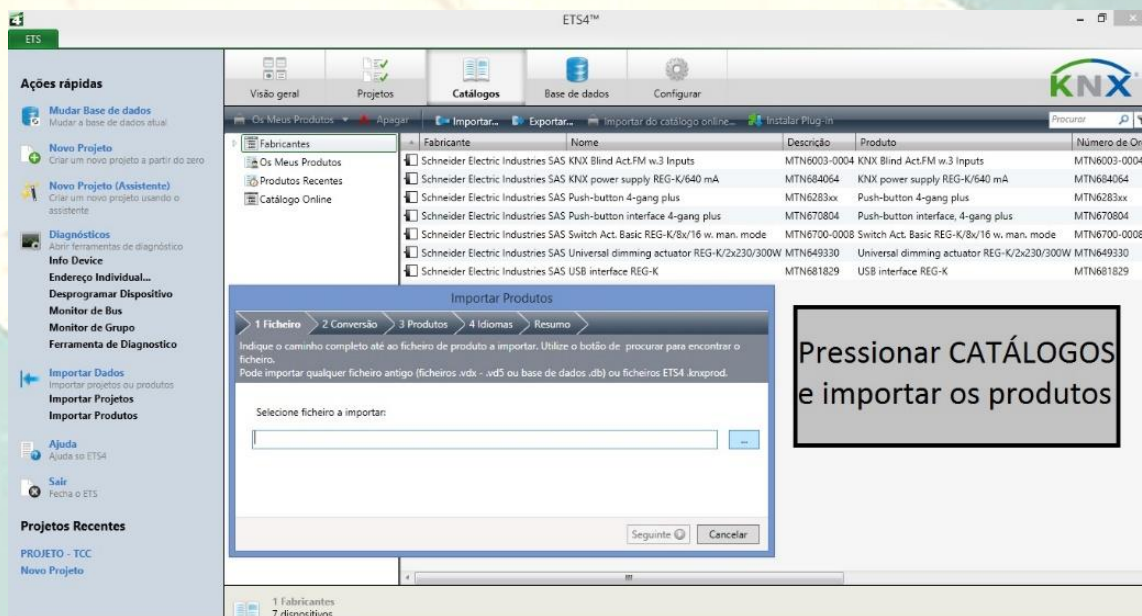 ETS4™
ETS
Ações rápidas
Mudar Base de dados
Mudar a base de dados atual
Novo Projeto
Criar um novo projeto a partir do zero
Novo Projeto (Assistente)
Criar um novo projeto usando o
assistente
Diagnósticos
Abrir ferramentas de diagnóstico
Info Device
Endereço Individual...
Desprogramar Dispositivo
Monitor de Bus
Monitor de Grupo
Ferramenta de Diagnostico
Importar Dados
Importar projetos ou produtos
Importar Projetos
Importar Produtos
Ajuda
Ajuda so ETS4
Sair
Fecha o ETS
Projetos Recentes
PROJETO - TCC
Novo Projeto
Visão geral Projetos Catálogos Base de dados Configurar
KNX
Os Meus Produtos Apagar Importar... Exportar... Importar do catálogo online... Instalar Plug-in Procurar
Fabricantes
Os Meus Produtos
Produtos Recentes
Catálogo Online
Fabricante Nome Descrição Produto Número de Or
Schneider Electric Industries SAS KNX Blind Act.FM w.3 Inputs MTN6003-0004 KNX Blind Act.FM w.3 Inputs MTN6003-0004
Schneider Electric Industries SAS KNX power supply REG-K/640 mA MTN684064 KNX power supply REG-K/640 mA MTN684064
Schneider Electric Industries SAS Push-button 4-gang plus MTN6283xx Push-button 4-gang plus MTN6283xx
Schneider Electric Industries SAS Push-button interface 4-gang plus MTN670804 Push-button interface, 4-gang plus MTN670804
Schneider Electric Industries SAS Switch Act. Basic REG-K/8x/16 w. man. mode MTN6700-0008 Switch Act. Basic REG-K/8x/16 w. man. mode MTN6700-0008
Schneider Electric Industries SAS Universal dimming actuator REG-K/2x230/300W MTN649330 Universal dimming actuator REG-K/2x230/300W MTN649330
Schneider Electric Industries SAS USB interface REG-K MTN681829 USB interface REG-K MTN681829
Importar Produtos
1 Ficheiro 2 Conversão 3 Produtos 4 Idiomas Resumo
Indique o caminho completo até ao ficheiro de produto a importar. Utilize o botão de procurar para encontrar o
ficheiro.
Pode importar qualquer ficheiro antigo (ficheiros .vdx - .vd5 ou base de dados .db) ou ficheiros ETS4 .knxprod.
Selecione ficheiro a importar:
...
Seguinte Cancelar
Pressionar CATÁLOGOS
e importar os produtos
1 Fabricantes
7 dispositivos